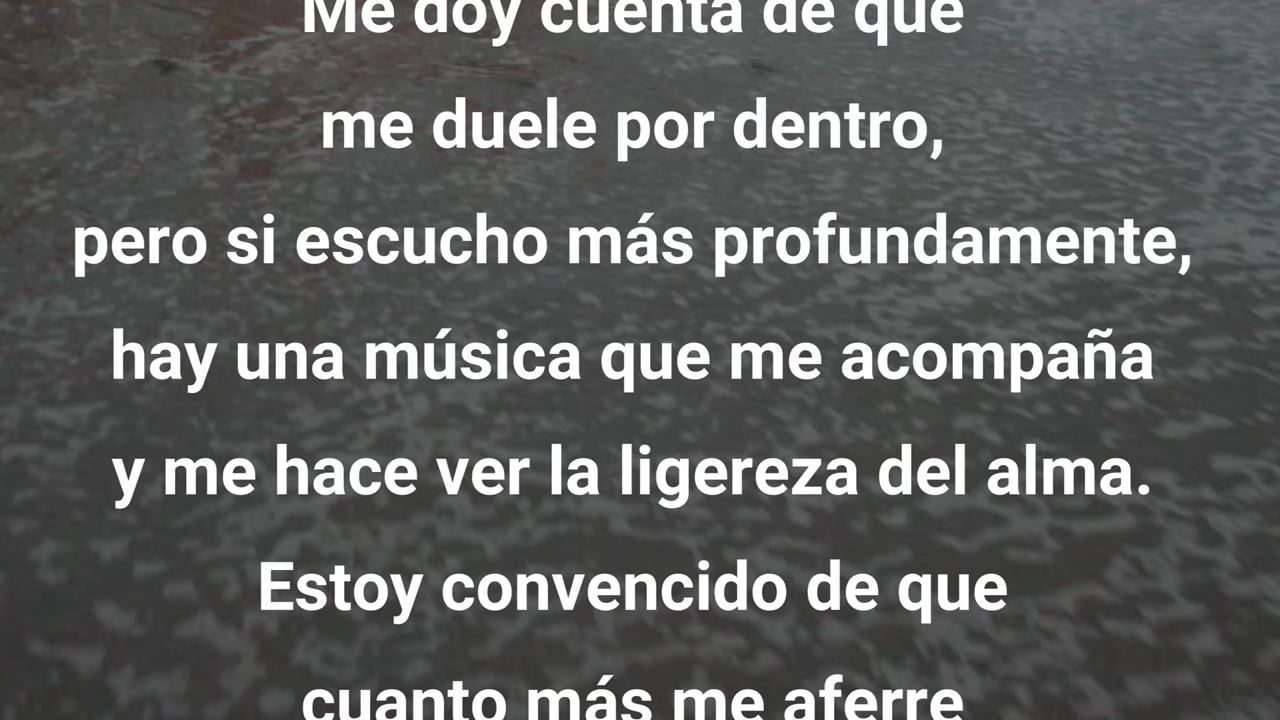 Me doy cuenta de que
me duele por dentro,
pero si escucho más profundamente,
hay una música que me acompaña
y me hace ver la ligereza del alma.
Estoy convencido de que
cuanto más me aferre